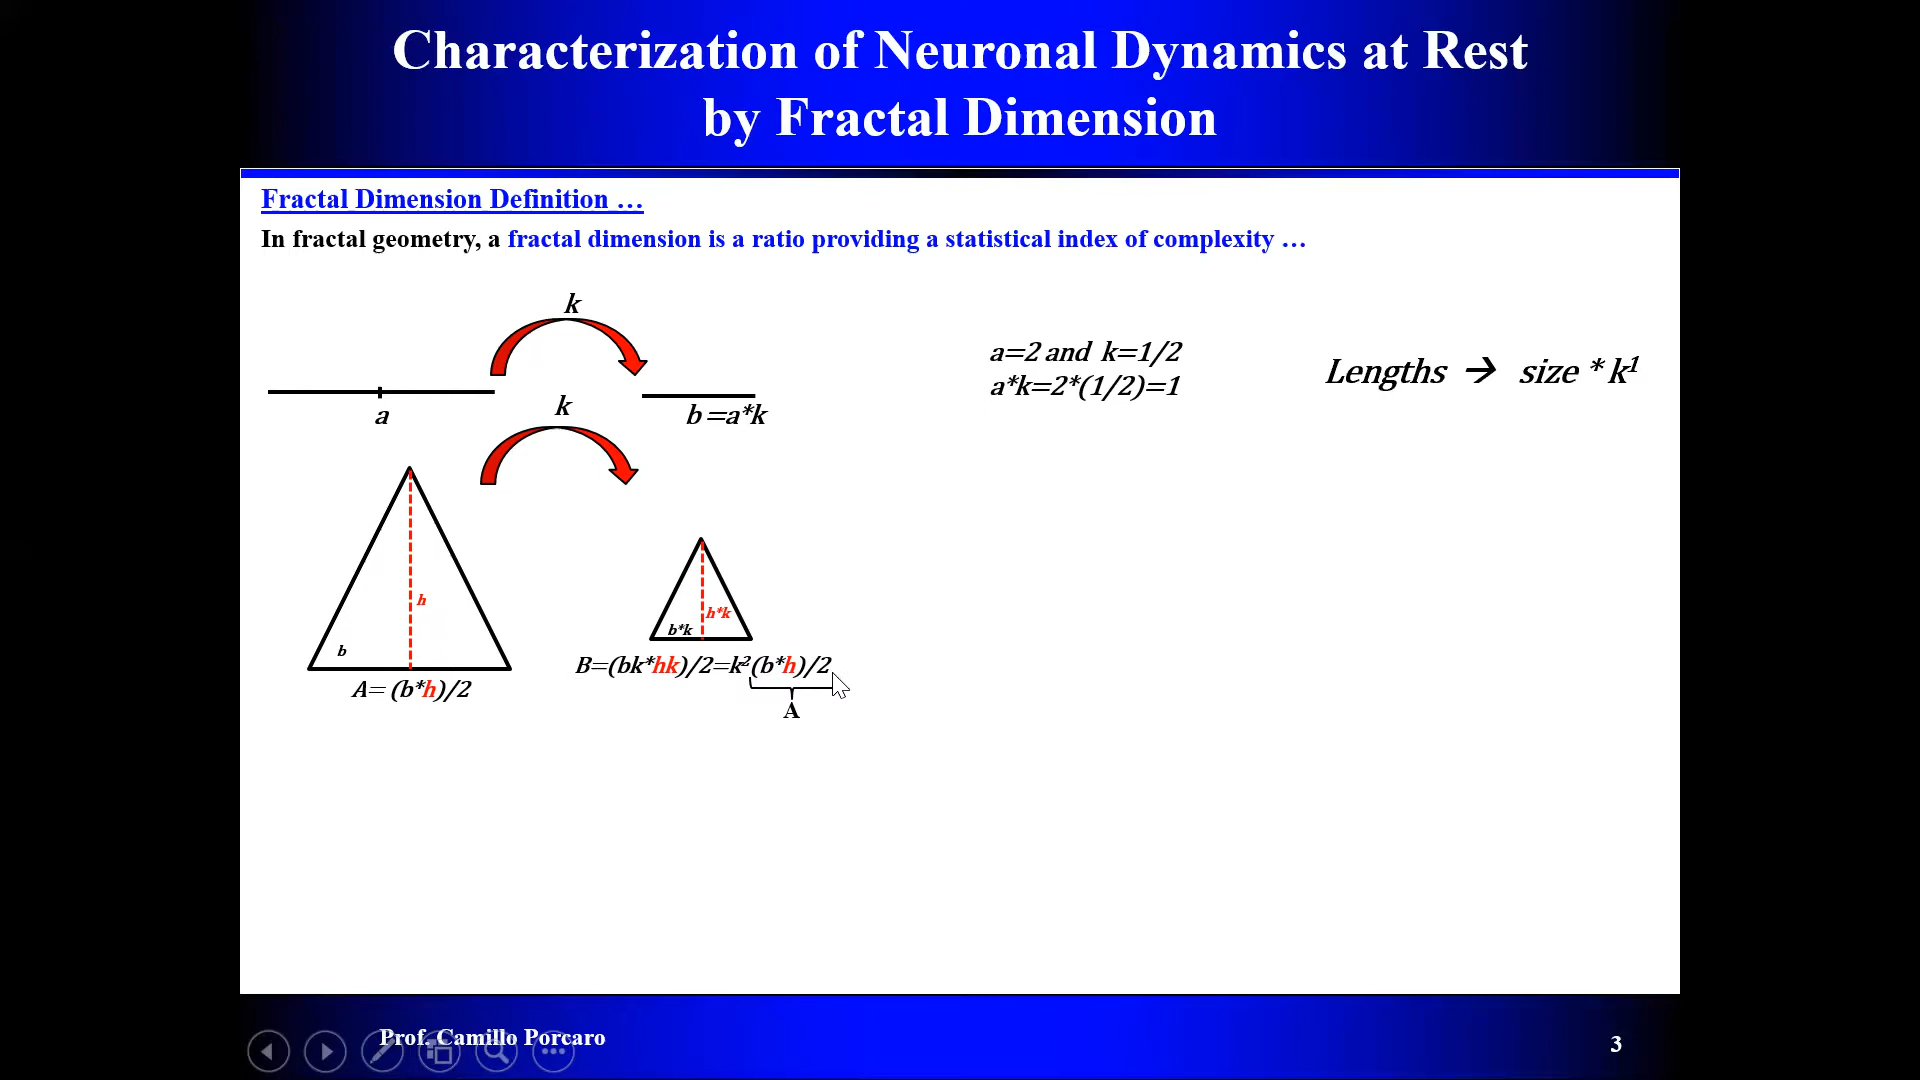 Characterization of Neuronal Dynamics at Rest
by Fractal Dimension
Fractal Dimension Definition …
In fractal geometry, a fractal dimension is a ratio providing a statistical index of complexity …
k
a
b=a*k
a=2 and k=1/2
a*k=2*(1/2)=1
Lengths → size * k¹
k
h
b
A= (b*h)/2
h*k
b*k
B=(bk*hk)/2=k²(b*h)/2
A
Prof. Camillo Porcaro
3